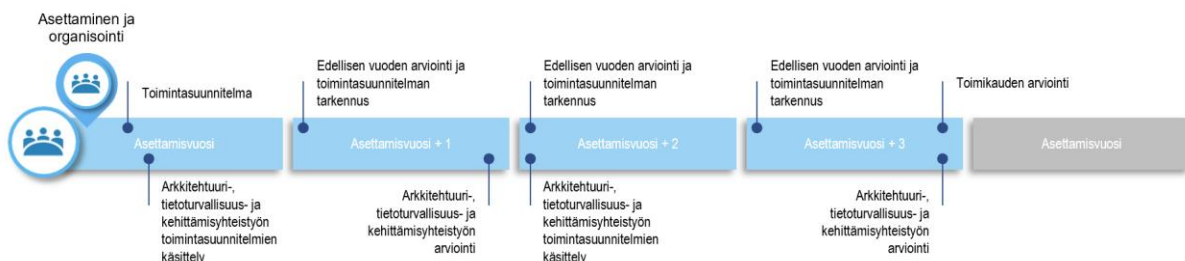 Asettaminen ja
organisointi
Toimintasuunnitelma
Edellisen vuoden arviointi ja
toimintasuunnitelman
tarkennus
Edellisen vuoden arviointi ja
toimintasuunnitelman
tarkennus
Edellisen vuoden arviointi ja
toimintasuunnitelman
tarkennus
Toimikauden arviointi
Asettamisvuosi
Asettamisvuosi + 1
Asettamisvuosi + 2
Asettamisvuosi + 3
Asettamisvuosi
Arkkitehtuuri-,
tietoturvallisuus- ja
kehittämisyhteistyön
toimintasuunnitelmien
käsittely
Arkkitehtuuri-,
tietoturvallisuus- ja
kehittämisyhteistyön
arviointi
Arkkitehtuuri-,
tietoturvallisuus- ja
kehittämisyhteistyön
toimintasuunnitelmien
käsittely
Arkkitehtuuri-,
tietoturvallisuus- ja
kehittämisyhteistyön
arviointi